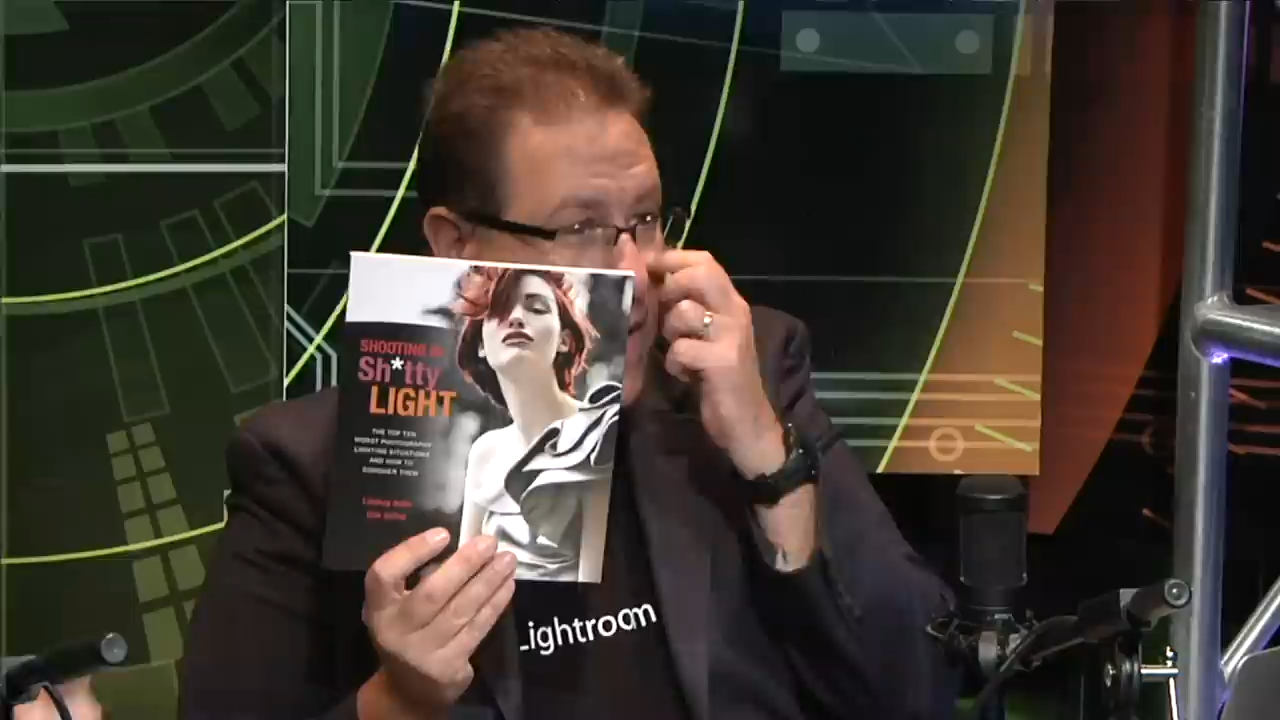 SHOOTING IN
Sh*tty
LIGHT
THE TOP TEN
WORST PHOTOGRAPHY
LIGHTING SITUATIONS
AND HOW TO
CONQUER THEM
Lightroom